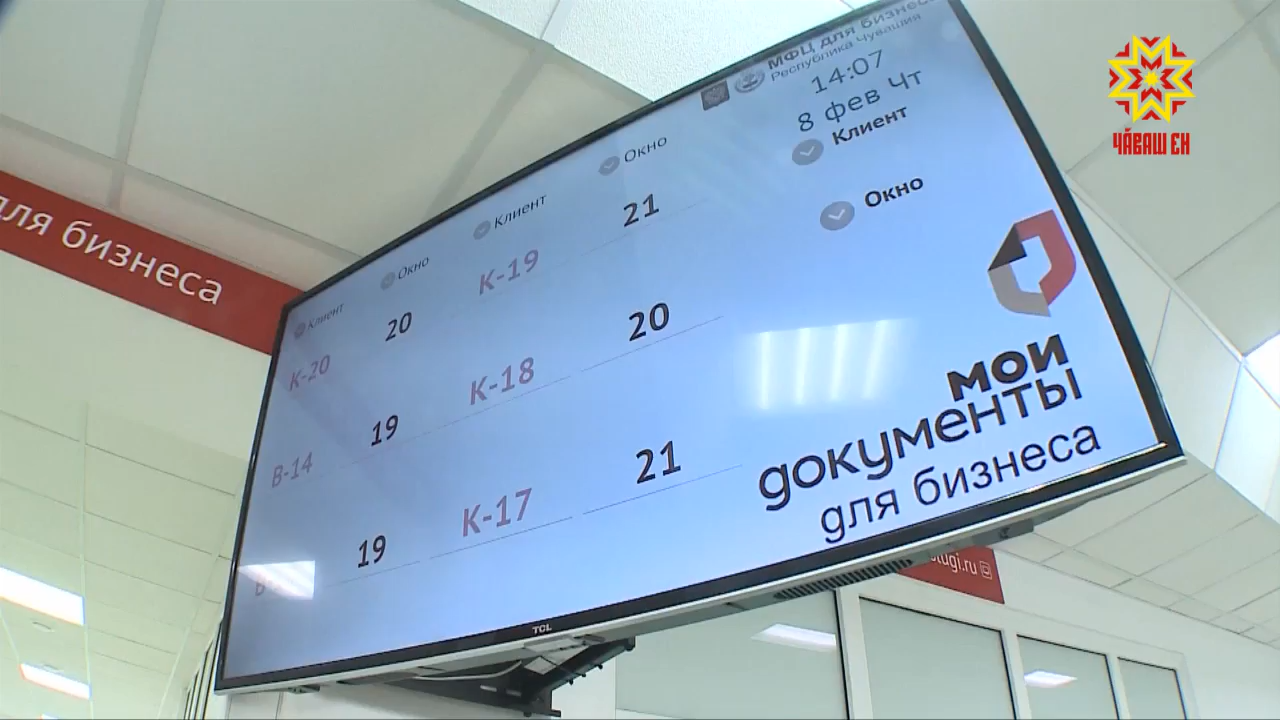 МФЦ для бизнеса
Республика Чувашия
14:07
8 фев Чт
Клиент
Окно
Клиент Окно Клиент Окно
К-20 20 К-19 21
В-14 19 К-18 20
19 К-17 21
мои
документы
для бизнеса
TCL
для бизнеса
ЧӐВАШ ЕН